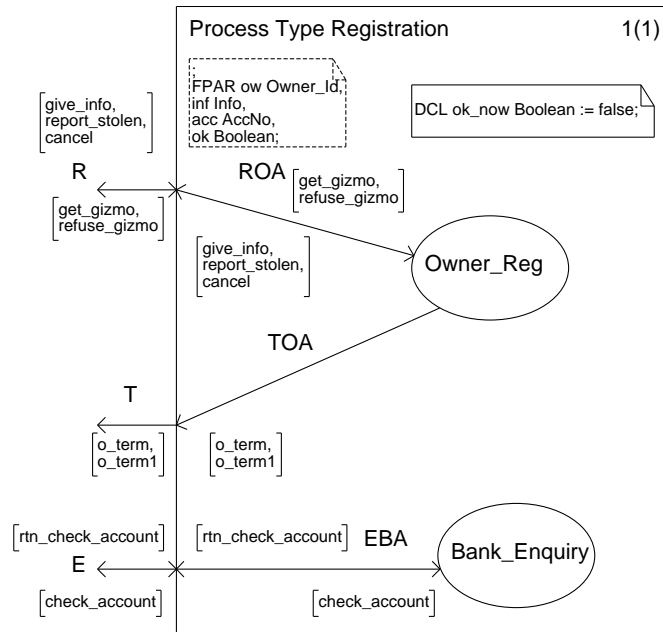 Process Type Registration 1(1)
;
FPAR ow Owner_Id,
inf Info,
acc AccNo,
ok Boolean;
DCL ok_now Boolean := false;
give_info,
report_stolen,
cancel
R
ROA
get_gizmo,
refuse_gizmo
get_gizmo,
refuse_gizmo
give_info,
report_stolen,
cancel
Owner_Reg
TOA
T
o_term,
o_term1
o_term,
o_term1
rtn_check_account
rtn_check_account
EBA
E
Bank_Enquiry
check_account
check_account